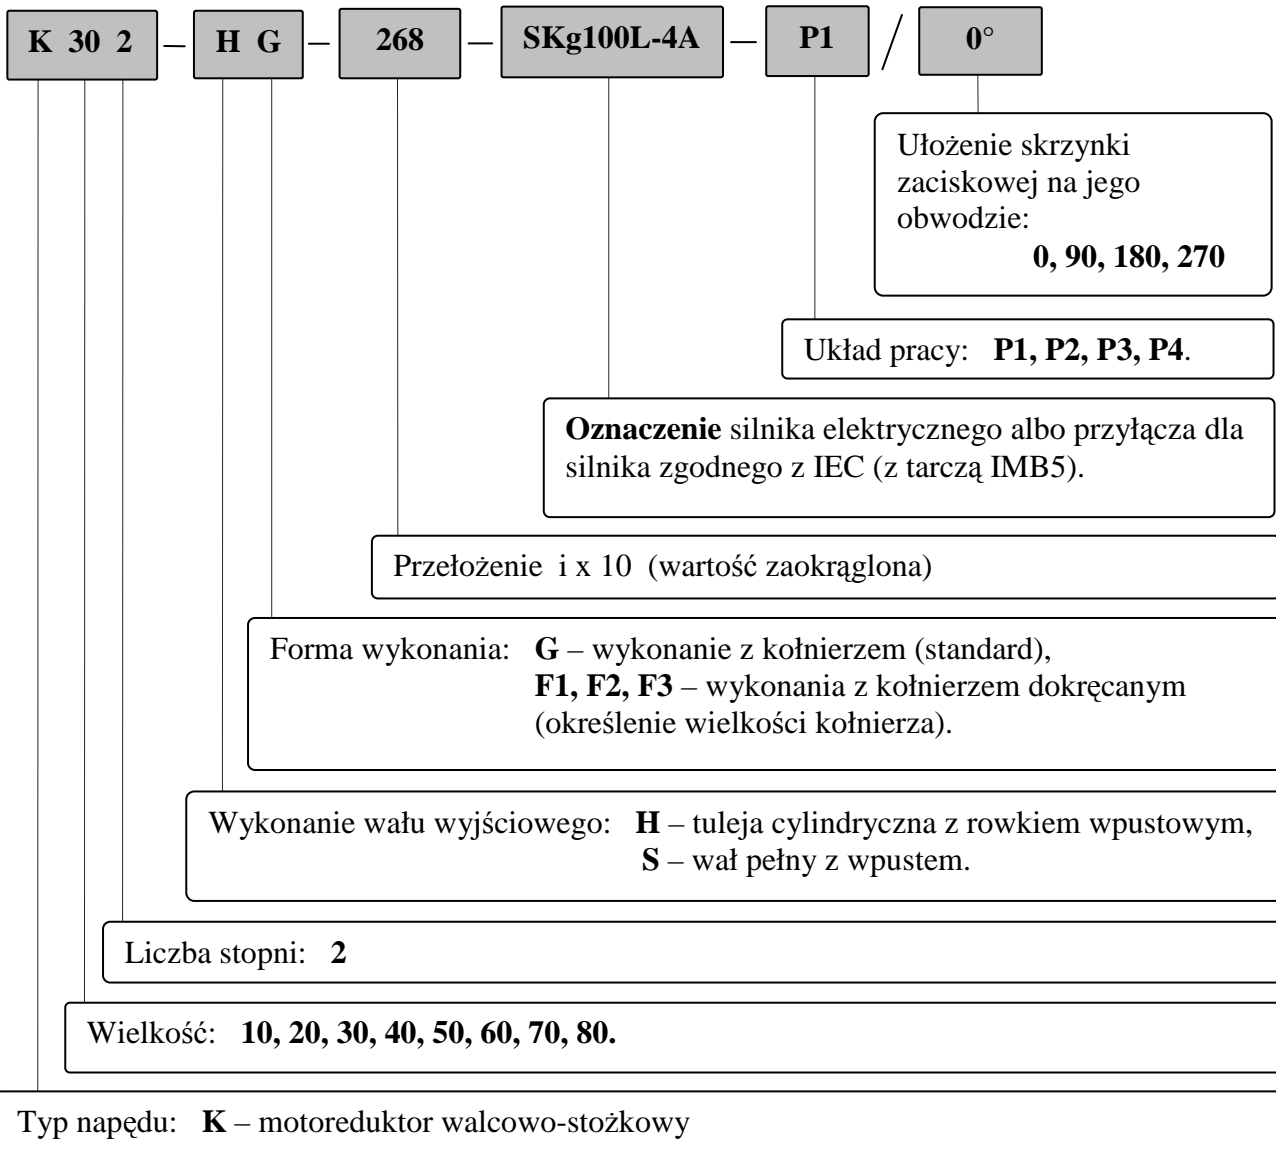 K 30 2 – H G – 268 – SKg100L-4A – P1 / 0°
Ułożenie skrzynki
zaciskowej na jego
obwodzie:
0, 90, 180, 270
Układ pracy: P1, P2, P3, P4.
Oznaczenie silnika elektrycznego albo przyłącza dla
silnika zgodnego z IEC (z tarczą IMB5).
Przełożenie i x 10 (wartość zaokrąglona)
Forma wykonania: G – wykonanie z kołnierzem (standard),
F1, F2, F3 – wykonania z kołnierzem dokręcanym
(określenie wielkości kołnierza).
Wykonanie wału wyjściowego: H – tuleja cylindryczna z rowkiem wpustowym,
S – wał pełny z wpustem.
Liczba stopni: 2
Wielkość: 10, 20, 30, 40, 50, 60, 70, 80.
Typ napędu: K – motoreduktor walcowo-stożkowy